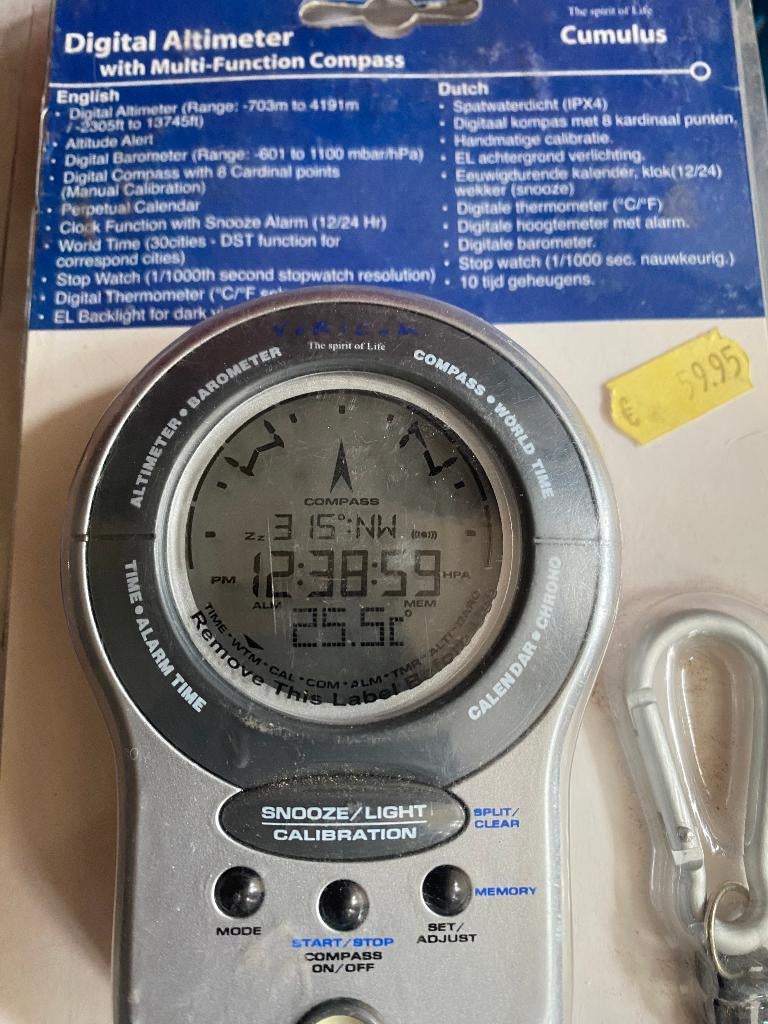 The spirit of Life
Digital Altimeter
with Multi-Function Compass
Cumulus
English
• Digital Altimeter (Range: -703m to 4191m
/ -2305ft to 13745ft)
• Altitude Alert
• Digital Barometer (Range: -601 to 1100 mbar/hPa)
• Digital Compass with 8 Cardinal points
(Manual Calibration)
• Perpetual Calendar
• Clock Function with Snooze Alarm (12/24 Hr)
• World Time (30cities - DST function for
correspond cities)
• Stop Watch (1/1000th second stopwatch resolution)
• Digital Thermometer (°C/°F
• EL Backlight for dark
Dutch
• Spatwaterdicht (IPX4)
• Digitaal kompas met 8 kardinaal punten.
• Handmatige calibratie.
• EL achtergrond verlichting.
• Eeuwigdurende kalender, klok(12/24)
wekker (snooze)
• Digitale thermometer (°C/°F)
• Digitale hoogtemeter met alarm.
• Digitale barometer.
• Stop watch (1/1000 sec. nauwkeurig.)
• 10 tijd geheugens.
€ 59.95
The spirit of Life
ALTIMETER • BAROMETER
COMPASS • WORLD TIME
COMPASS
Zz 315°:NW
PM 12:38:59 HPA
ALM MEM
25.5c°
TIME • WTM • CAL • COM • ALM • TMR • ALTI-BARO
Remove This Label
TIME • ALARM TIME
CALENDAR • CHRONO
SNOOZE/LIGHT
CALIBRATION
SPLIT/
CLEAR
MODE
START/STOP
COMPASS
ON/OFF
MEMORY
SET/
ADJUST